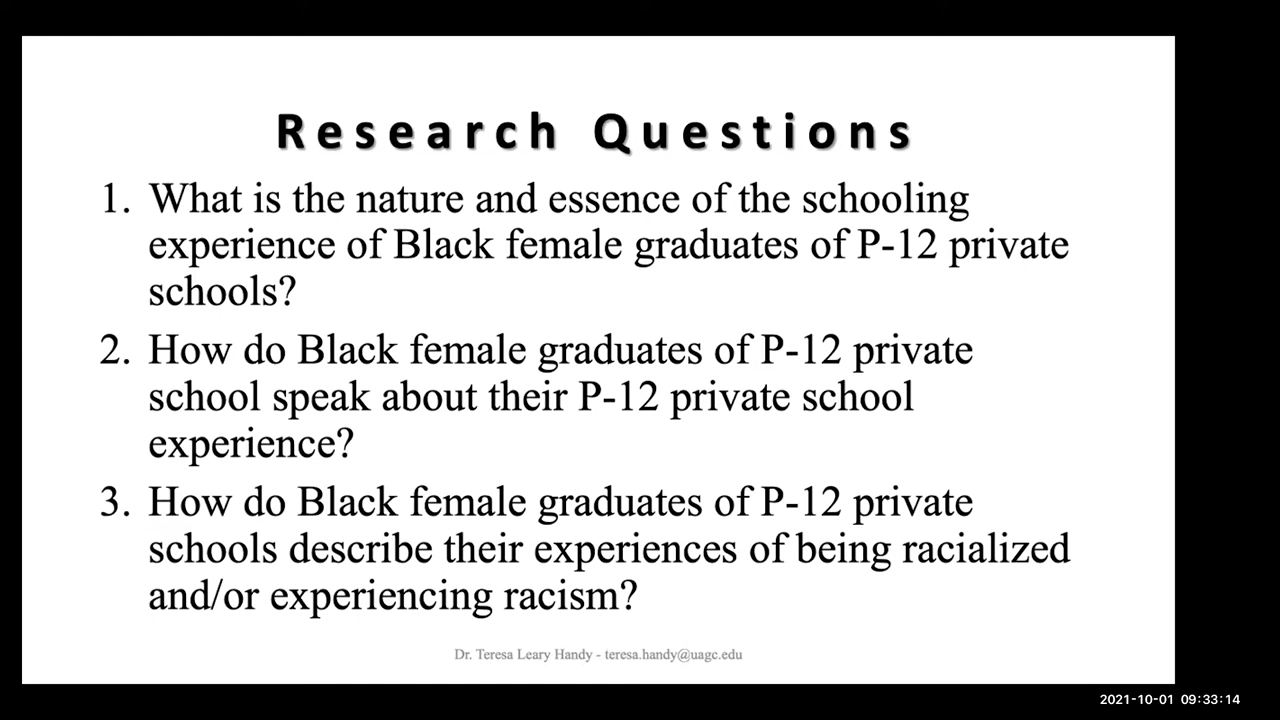 Research Questions
1. What is the nature and essence of the schooling
experience of Black female graduates of P-12 private
schools?
2. How do Black female graduates of P-12 private
school speak about their P-12 private school
experience?
3. How do Black female graduates of P-12 private
schools describe their experiences of being racialized
and/or experiencing racism?
Dr. Teresa Leary Handy - teresa.handy@uagc.edu
2021-10-01 09:33:14